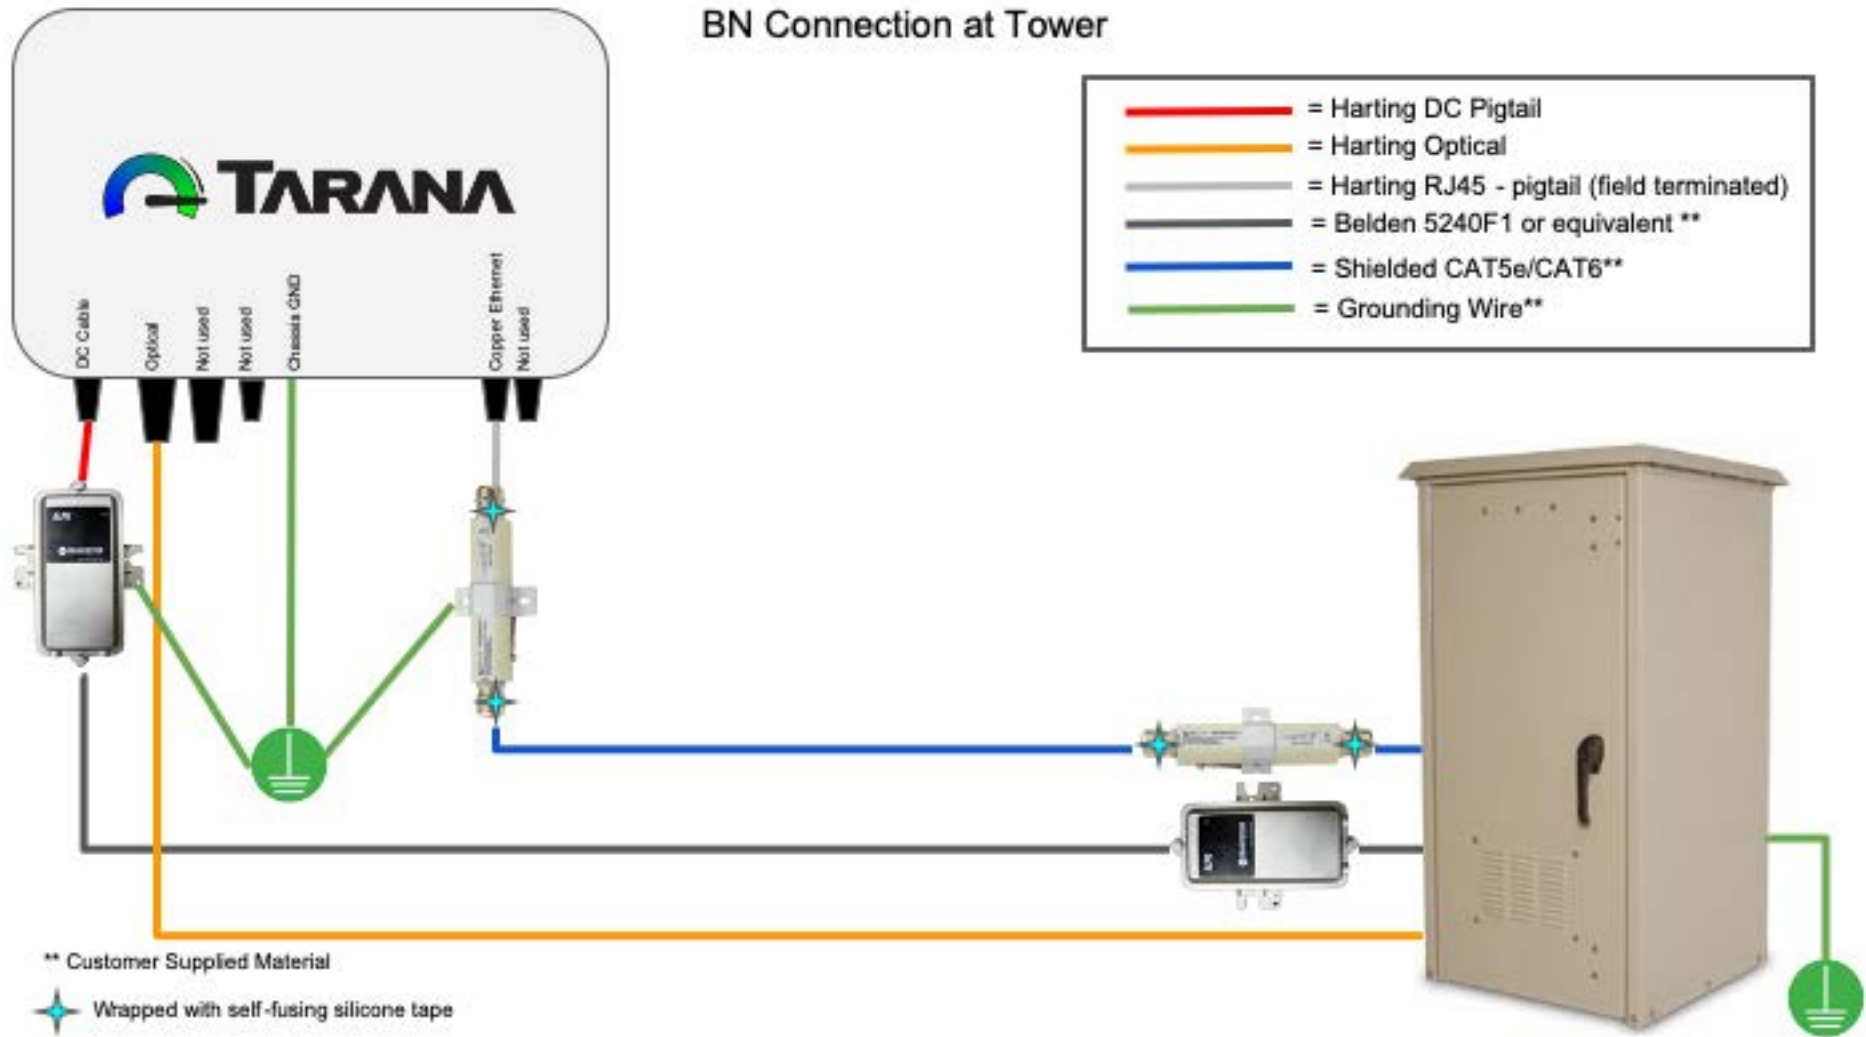 BN Connection at Tower
= Harting DC Pigtail
= Harting Optical
= Harting RJ45 - pigtail (field terminated)
= Belden 5240F1 or equivalent **
= Shielded CAT5e/CAT6**
= Grounding Wire**
TARANA
DC Cable
Optical
Not used
Not used
Chassis GND
Copper Ethernet
Not used
** Customer Supplied Material
Wrapped with self-fusing silicone tape